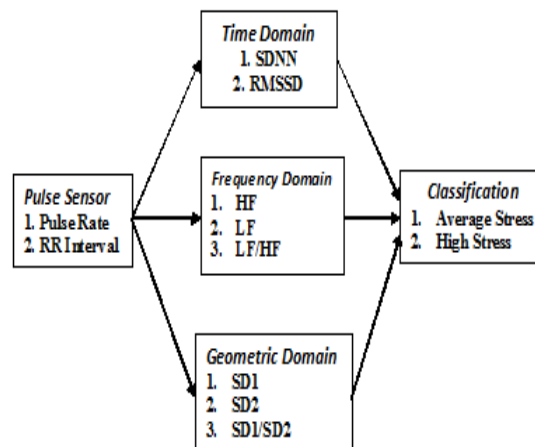 Time Domain
1. SDNN
2. RMSSD
Pulse Sensor
1. Pulse Rate
2. RR Interval
Frequency Domain
1. HF
2. LF
3. LF/HF
Classification
1. Average Stress
2. High Stress
Geometric Domain
1. SD1
2. SD2
3. SD1/SD2